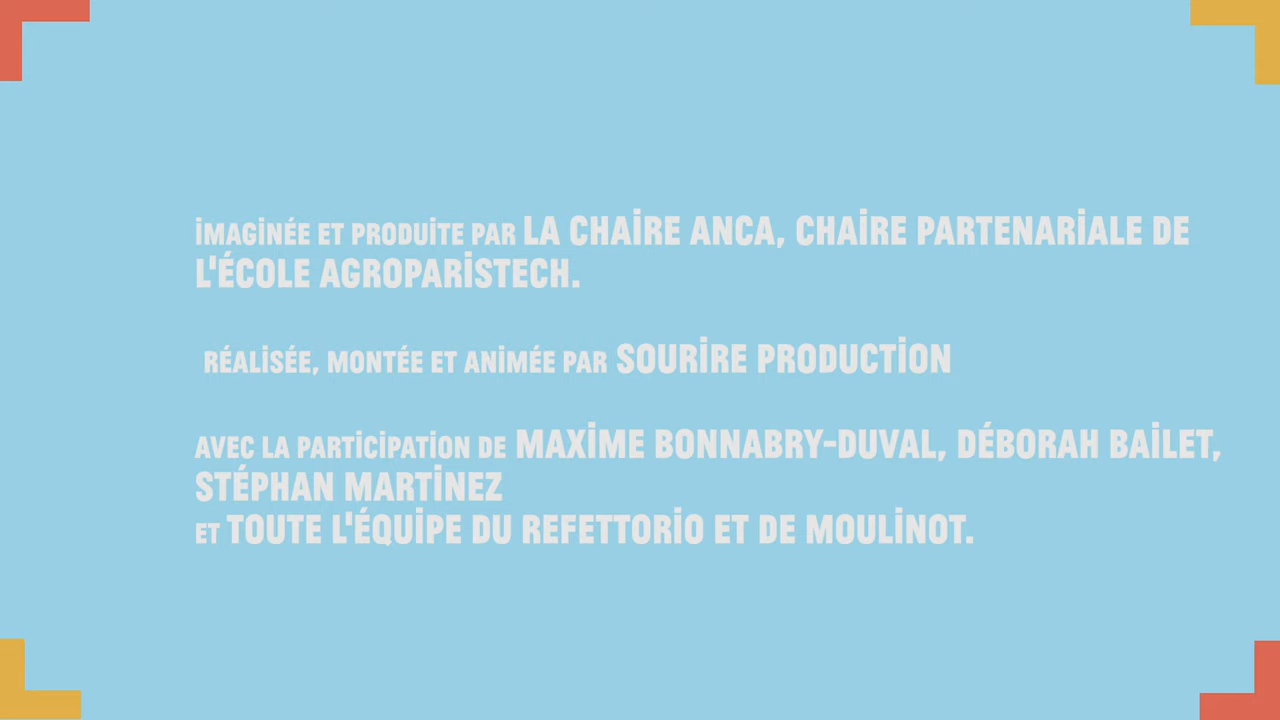 IMAGINÉE ET PRODUITE PAR LA CHAIRE ANCA, CHAIRE PARTENARIALE DE
L'ÉCOLE AGROPARISTECH.
RÉALISÉE, MONTÉE ET ANIMÉE PAR SOURIRE PRODUCTION
AVEC LA PARTICIPATION DE MAXIME BONNABRY-DUVAL, DÉBORAH BAILET,
STÉPHAN MARTINEZ
ET TOUTE L'ÉQUIPE DU REFETTORIO ET DE MOULINOT.